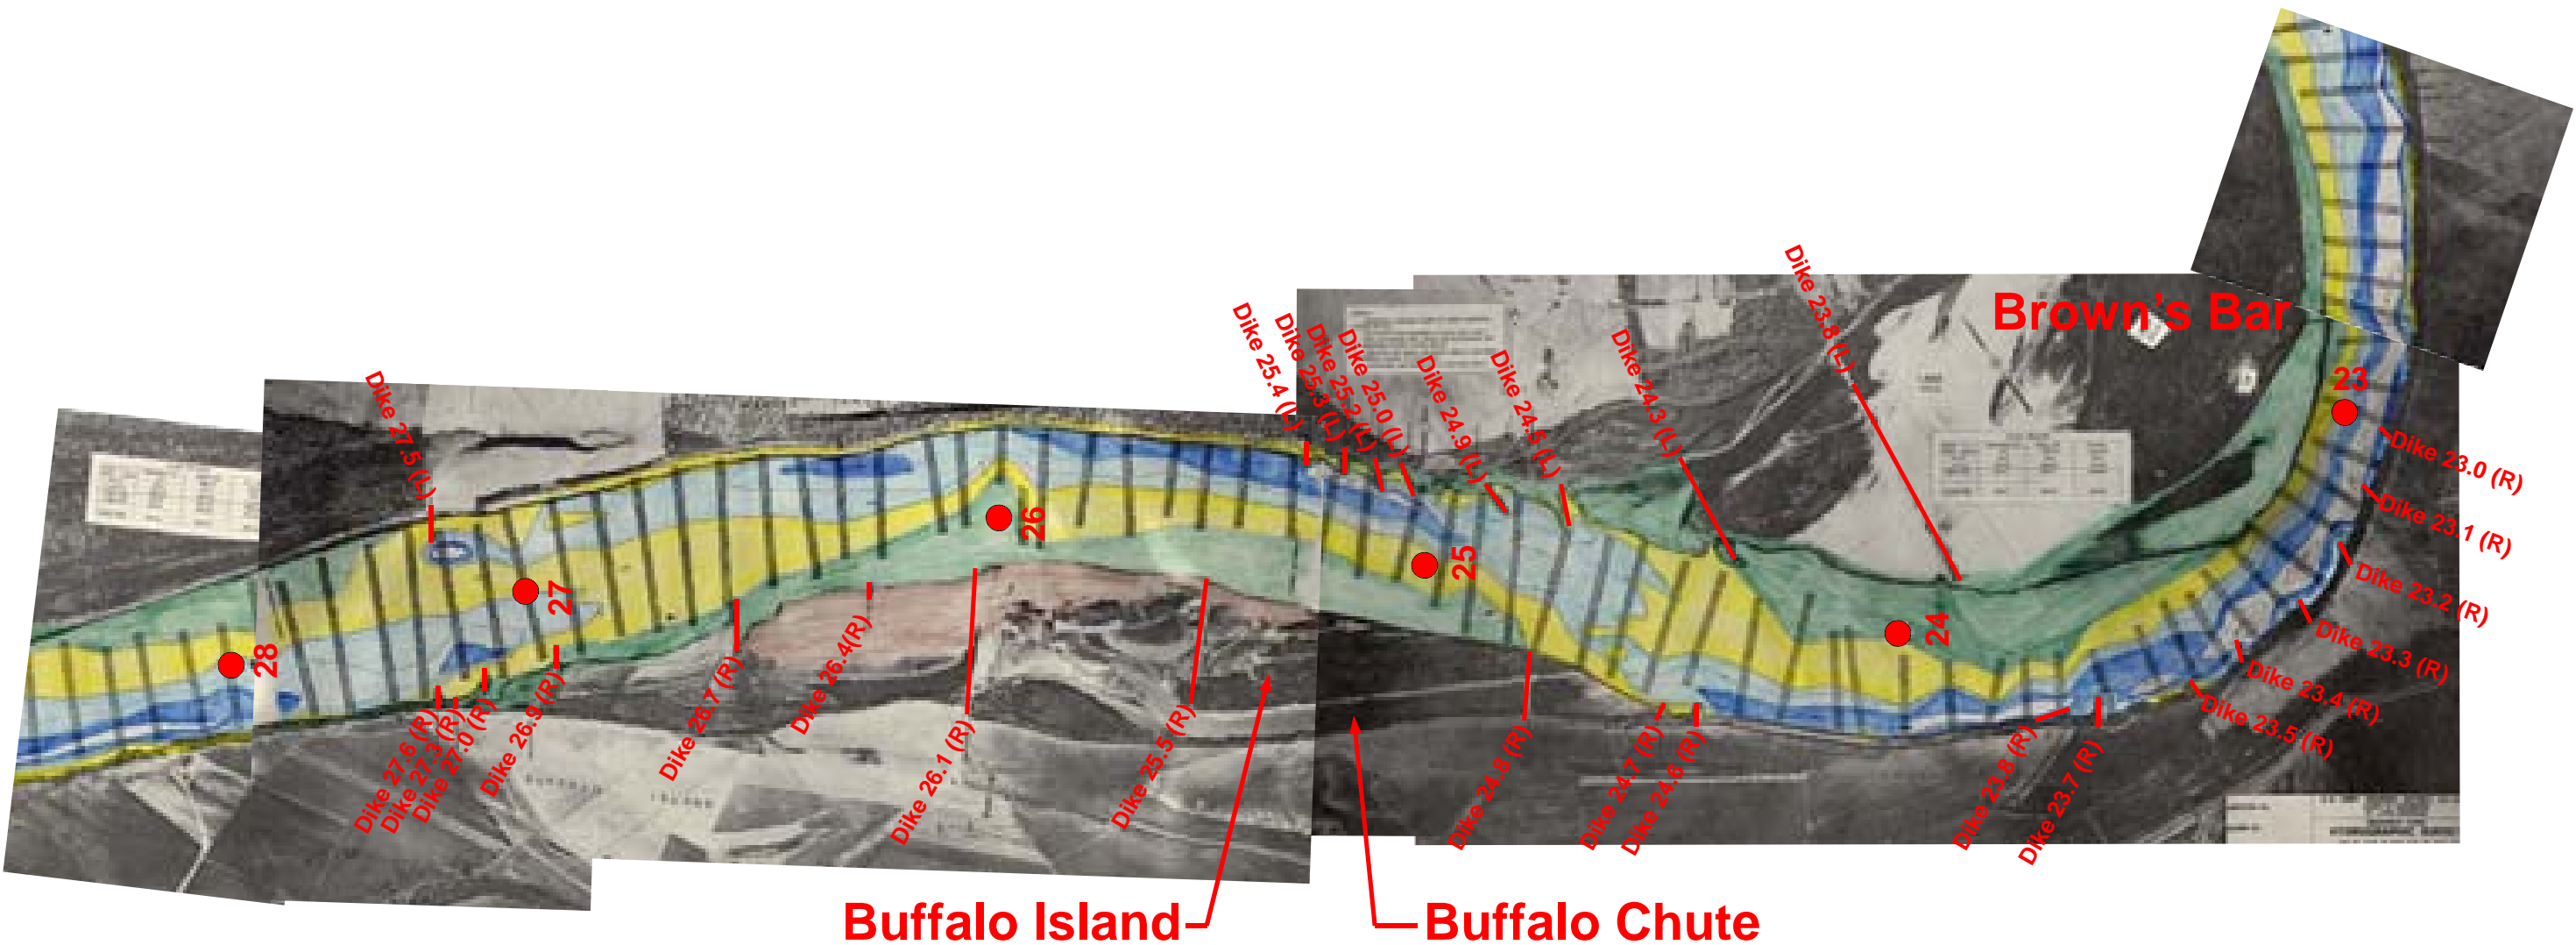 Brown's Bar
Dike 23.8 (L)
Dike 25.4 (L)
Dike 25.3 (L)
Dike 25.2 (L)
Dike 25.0 (L)
Dike 24.9 (L)
Dike 24.5 (L)
Dike 24.3 (L)
Dike 27.5 (L)
23
Dike 23.0 (R)
Dike 23.1 (R)
Dike 23.2 (R)
Dike 23.3 (R)
Dike 23.4 (R)
Dike 23.5 (R)
28
27
26
25
24
Dike 27.6 (R)
Dike 27.3 (R)
Dike 27.0 (R)
Dike 26.9 (R)
Dike 26.7 (R)
Dike 26.4(R)
Dike 26.1 (R)
Dike 25.5 (R)
Dike 24.8 (R)
Dike 24.7 (R)
Dike 24.6 (R)
Dike 23.8 (R)
Dike 23.7 (R)
Buffalo Island
Buffalo Chute